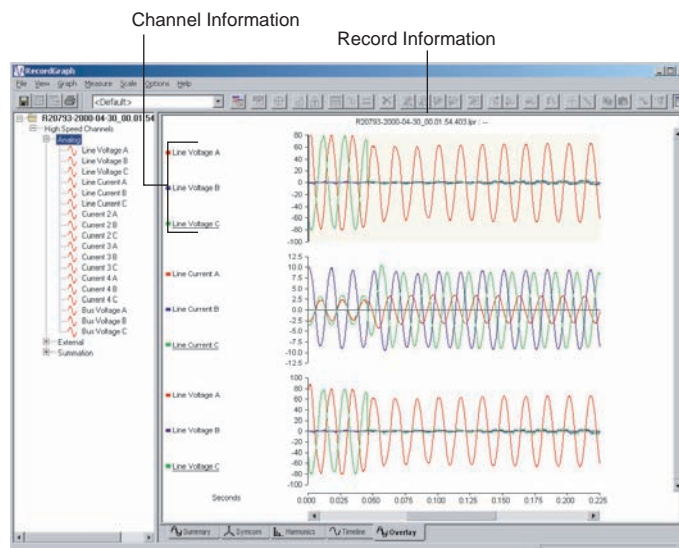 Channel Information
Record Information
RecordGraph
File View Graph Measure Scale Options Help
<Default>
R20793-2000-04-30_00.01.54
High Speed Channels
Analog
Line Voltage A
Line Voltage B
Line Voltage C
Line Current A
Line Current B
Line Current C
Current 2 A
Current 2 B
Current 2 C
Current 3 A
Current 3 B
Current 3 C
Current 4 A
Current 4 B
Current 4 C
Bus Voltage A
Bus Voltage B
Bus Voltage C
External
Summation
R20793-2000-04-30_00.01.54.403.lpr : --
Line Voltage A
Line Voltage B
Line Voltage C
80
60
40
20
0
-20
-40
-60
-80
-100
Line Current A
Line Current B
Line Current C
12.5
10.0
7.5
5.0
2.5
0.0
-2.5
-5.0
-7.5
-10.0
-12.5
Line Voltage A
Line Voltage B
Line Voltage C
100
80
60
40
20
0
-20
-40
-60
-80
-100
Seconds 0.000 0.025 0.050 0.075 0.100 0.125 0.150 0.175 0.200 0.225
Summary Symcom Harmonics Timeline Overlay